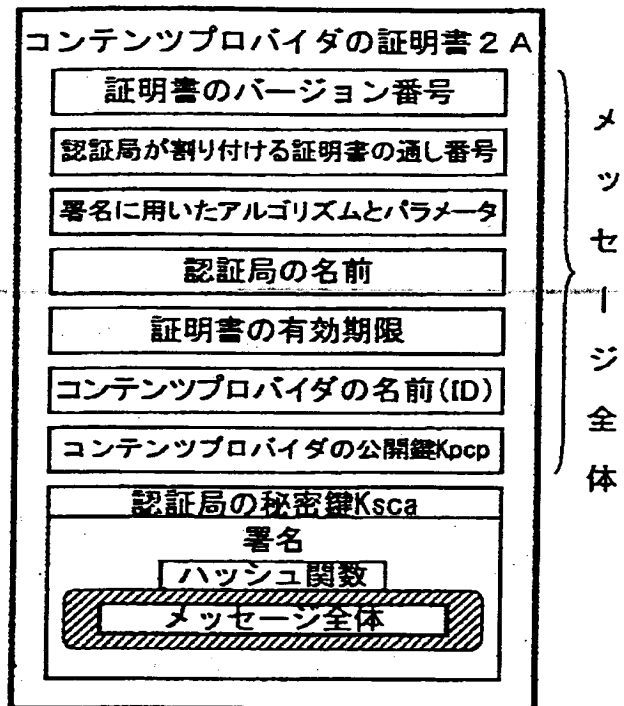 コンテンツプロバイダの証明書2A
証明書のバージョン番号
認証局が割り付ける証明書の通し番号
署名に用いたアルゴリズムとパラメータ
認証局の名前
証明書の有効期限
コンテンツプロバイダの名前(ID)
コンテンツプロバイダの公開鍵Kpcp
認証局の秘密鍵Ksca
署名
ハッシュ関数
メッセージ全体
メッセージ全体